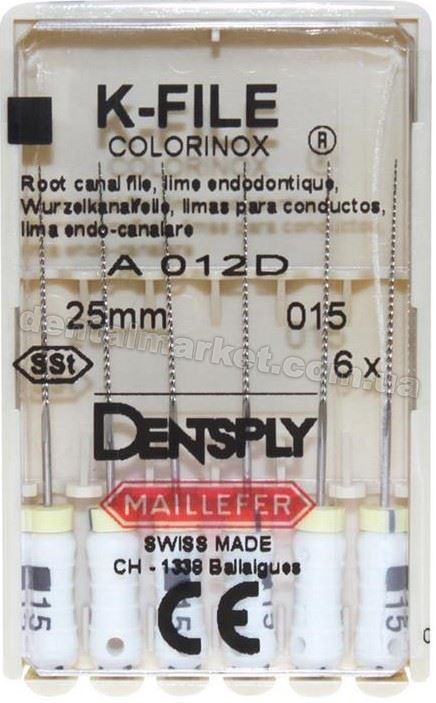 K-FILE
COLORINOX ®
Root canal file, lime endodontique,
Wurzelkanalfeile, limas para conductos,
lima endo-canalare
A 012D
25mm 015
SSt 6 x
dentalmarket.com.ua
DENTSPLY
MAILLEFER
SWISS MADE
CH - 1338 Ballaigues
CE
15 15 15 15